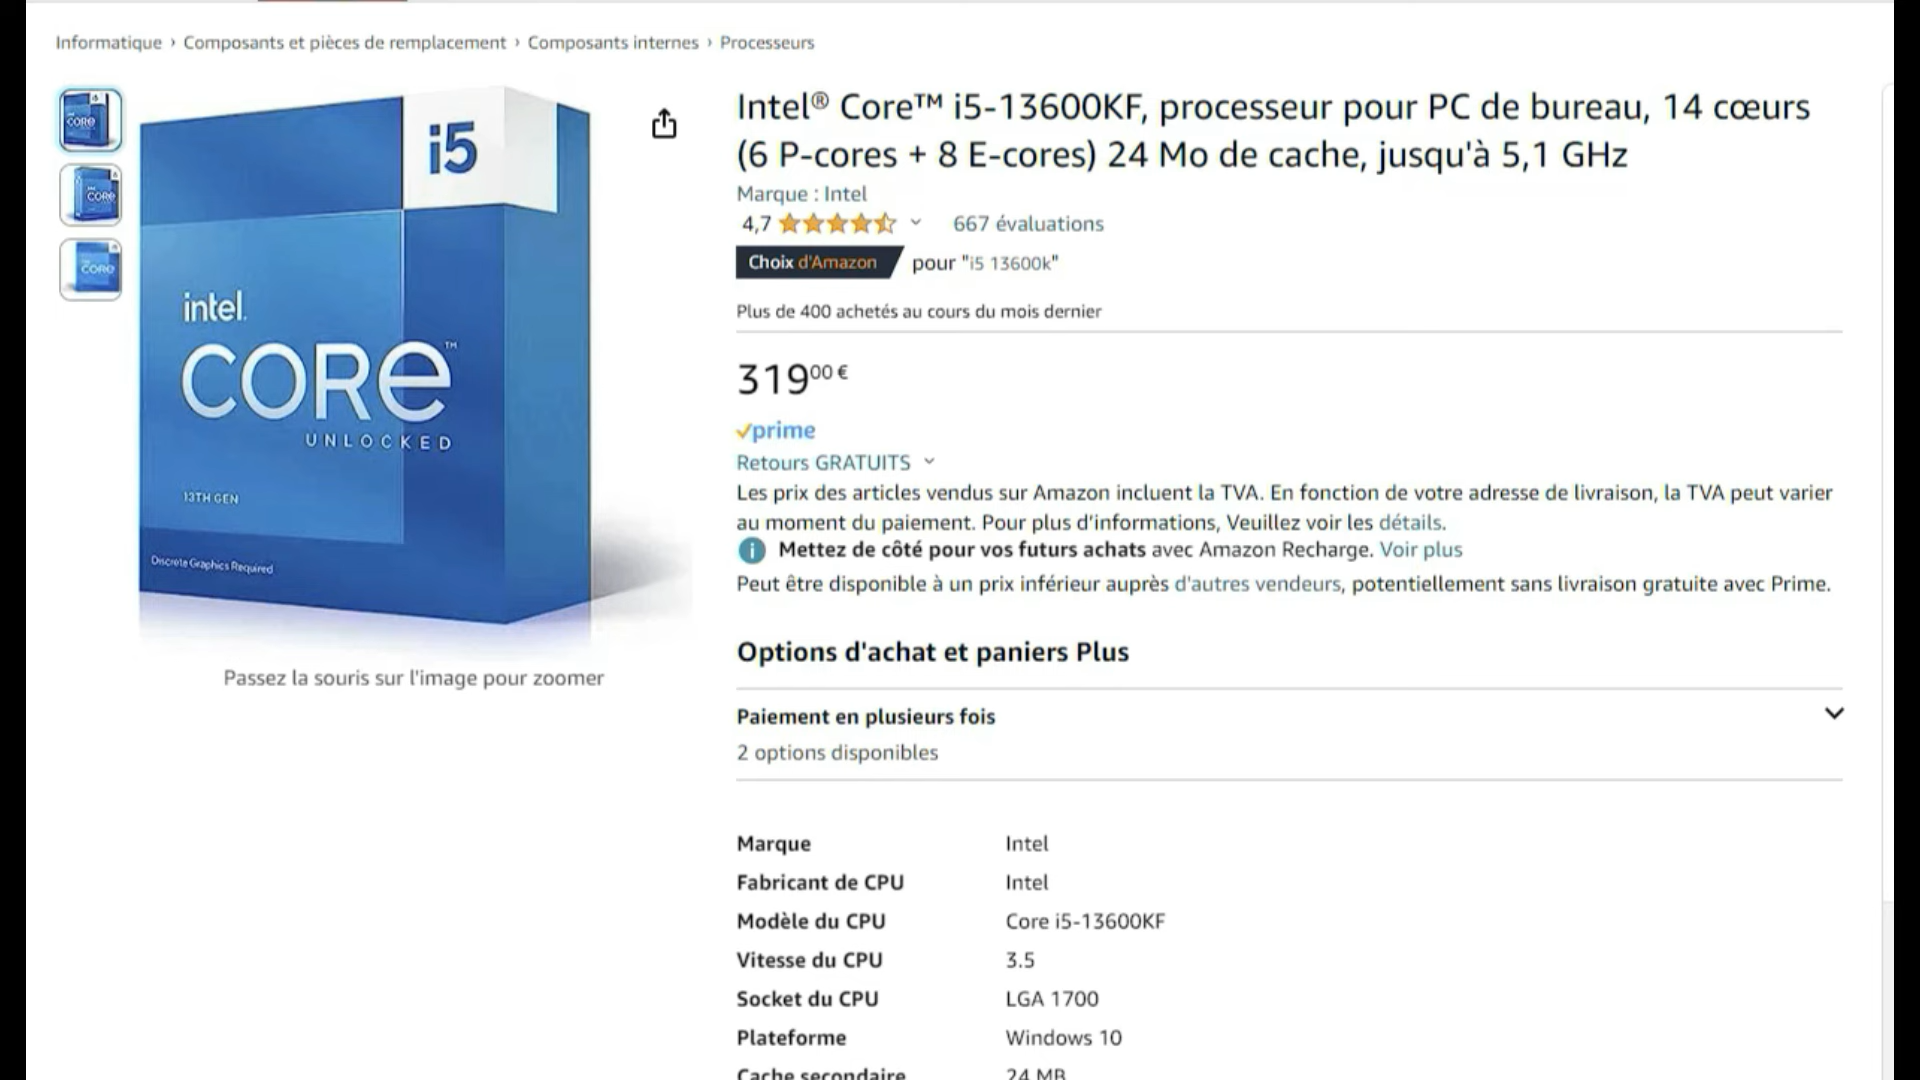 Informatique › Composants et pièces de remplacement › Composants internes › Processeurs
i5
intel.
CORE™
UNLOCKED
13TH GEN
Discrete Graphics Required
Passez la souris sur l'image pour zoomer
Intel® Core™ i5-13600KF, processeur pour PC de bureau, 14 cœurs
(6 P-cores + 8 E-cores) 24 Mo de cache, jusqu'à 5,1 GHz
Marque : Intel
4,7 667 évaluations
Choix d'Amazon pour "i5 13600k"
Plus de 400 achetés au cours du mois dernier
319,00 €
prime
Retours GRATUITS
Les prix des articles vendus sur Amazon incluent la TVA. En fonction de votre adresse de livraison, la TVA peut varier
au moment du paiement. Pour plus d'informations, Veuillez voir les détails.
Mettez de côté pour vos futurs achats avec Amazon Recharge. Voir plus
Peut être disponible à un prix inférieur auprès d'autres vendeurs, potentiellement sans livraison gratuite avec Prime.
Options d'achat et paniers Plus
Paiement en plusieurs fois
2 options disponibles
Marque Intel
Fabricant de CPU Intel
Modèle du CPU Core i5-13600KF
Vitesse du CPU 3.5
Socket du CPU LGA 1700
Plateforme Windows 10
Cache secondaire 24 MB